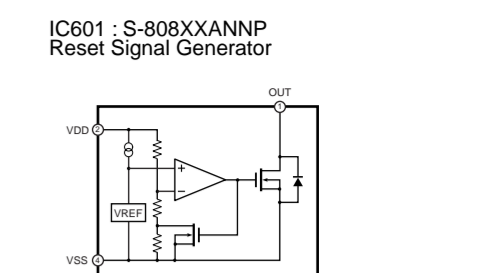 IC601 : S-808XXANNP
Reset Signal Generator
OUT
1
VDD 2
+
−
VREF
VSS 4